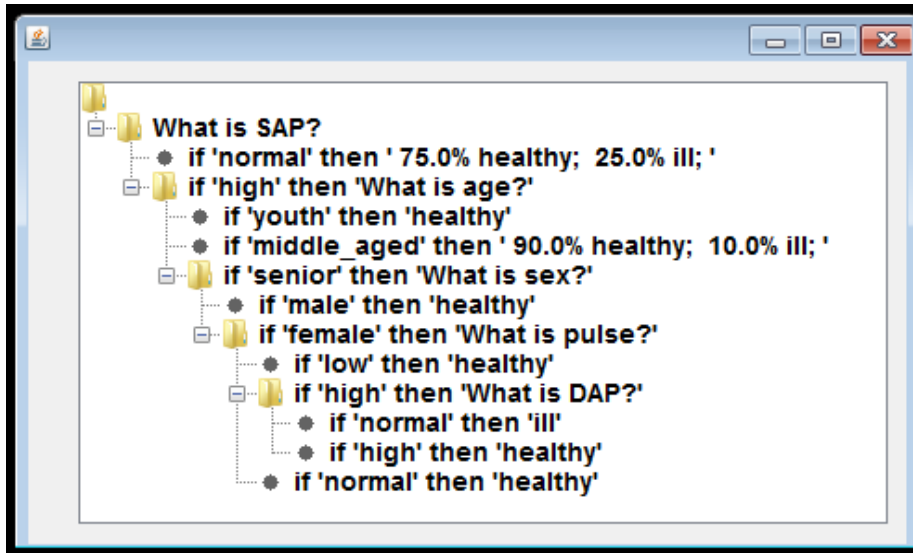 What is SAP?
if 'normal' then ' 75.0% healthy;  25.0% ill; '
if 'high' then 'What is age?'
if 'youth' then 'healthy'
if 'middle_aged' then ' 90.0% healthy;  10.0% ill; '
if 'senior' then 'What is sex?'
if 'male' then 'healthy'
if 'female' then 'What is pulse?'
if 'low' then 'healthy'
if 'high' then 'What is DAP?'
if 'normal' then 'ill'
if 'high' then 'healthy'
if 'normal' then 'healthy'